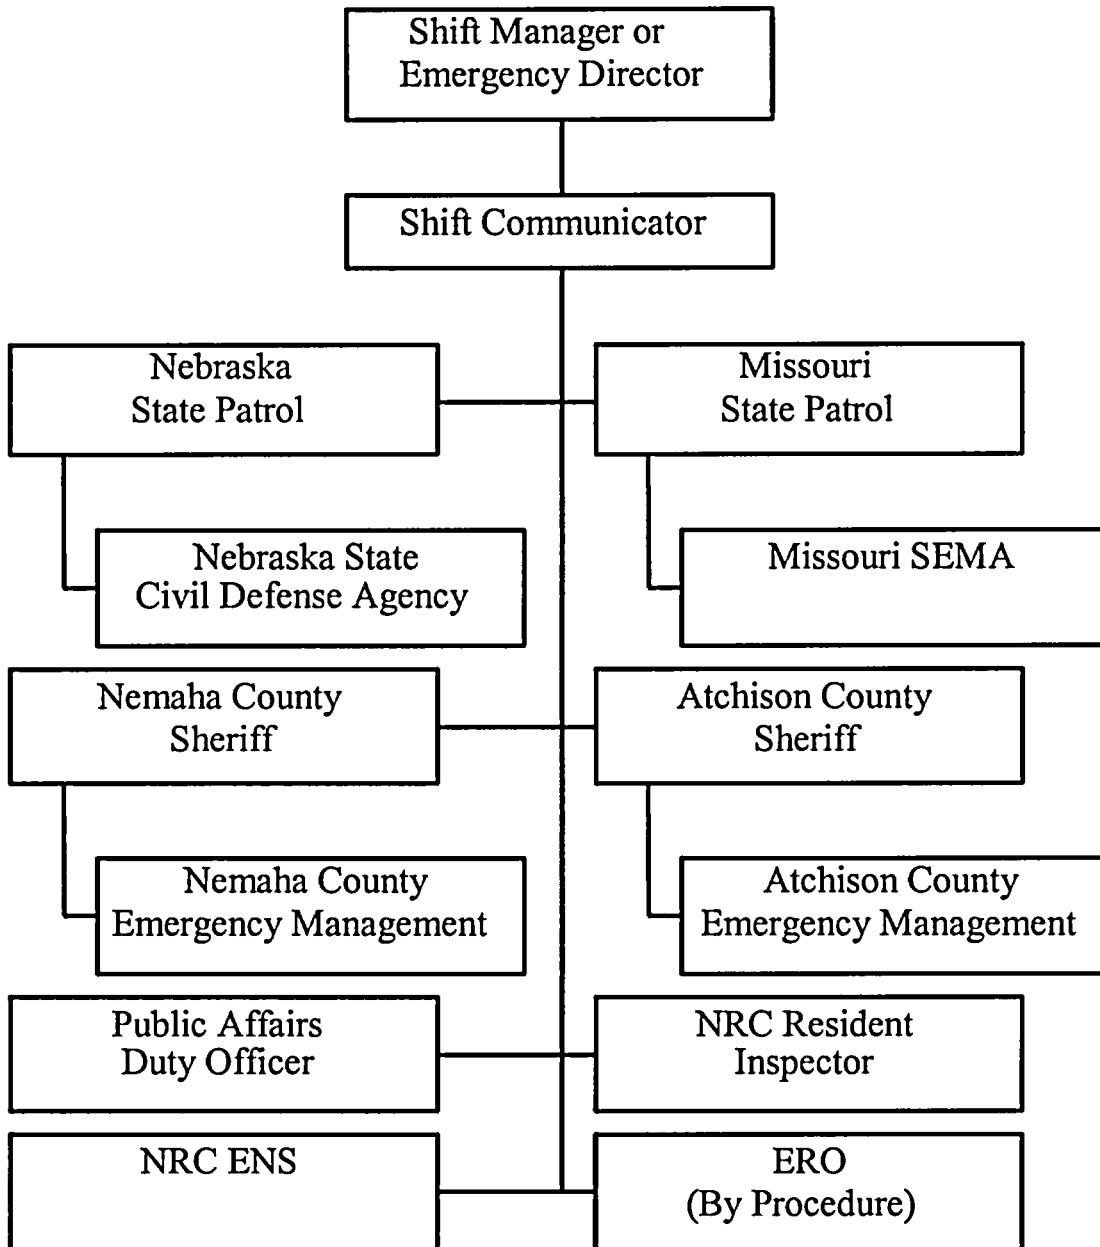 Shift Manager or
Emergency Director
Shift Communicator
Nebraska
State Patrol
Missouri
State Patrol
Nebraska State
Civil Defense Agency
Missouri SEMA
Nemaha County
Sheriff
Atchison County
Sheriff
Nemaha County
Emergency Management
Atchison County
Emergency Management
Public Affairs
Duty Officer
NRC Resident
Inspector
NRC ENS
ERO
(By Procedure)